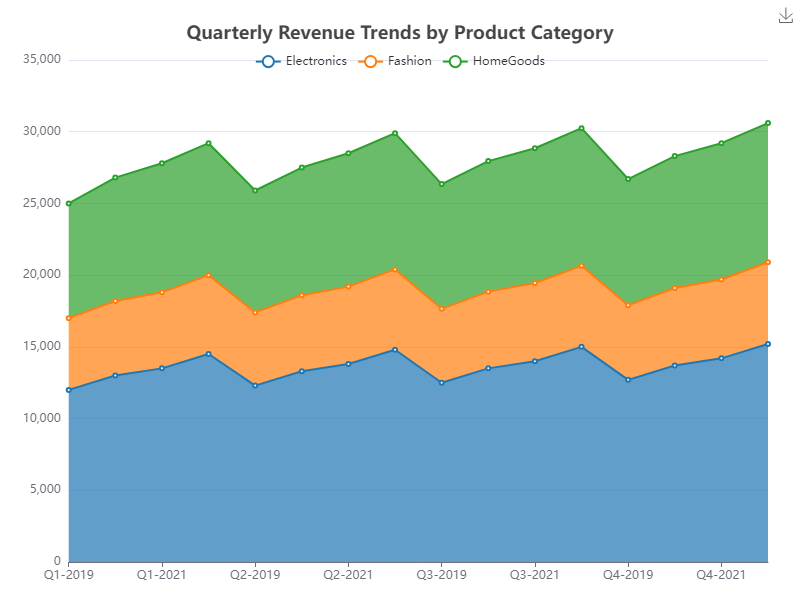 Quarterly Revenue Trends by Product Category
Electronics Fashion HomeGoods
35,000
30,000
25,000
20,000
15,000
10,000
5,000
0
Q1-2019 Q1-2021 Q2-2019 Q2-2021 Q3-2019 Q3-2021 Q4-2019 Q4-2021